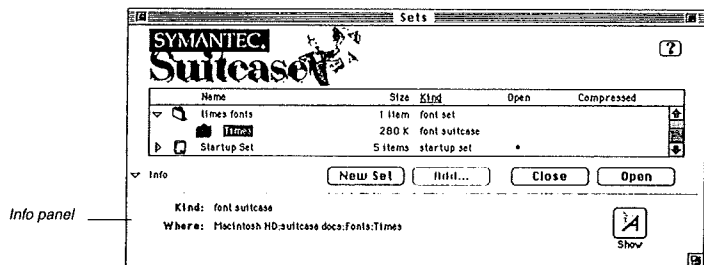 Sets
SYMANTEC.
Suitcase
?
Name Size Kind Open Compressed
times fonts 1 item font set
Times 280 K font suitcase
Startup Set 5 items startup set •
Info New Set Add... Close Open
Info panel
Kind: font suitcase
Where: Macintosh HD:suitcase docs:Fonts:Times
A
Show